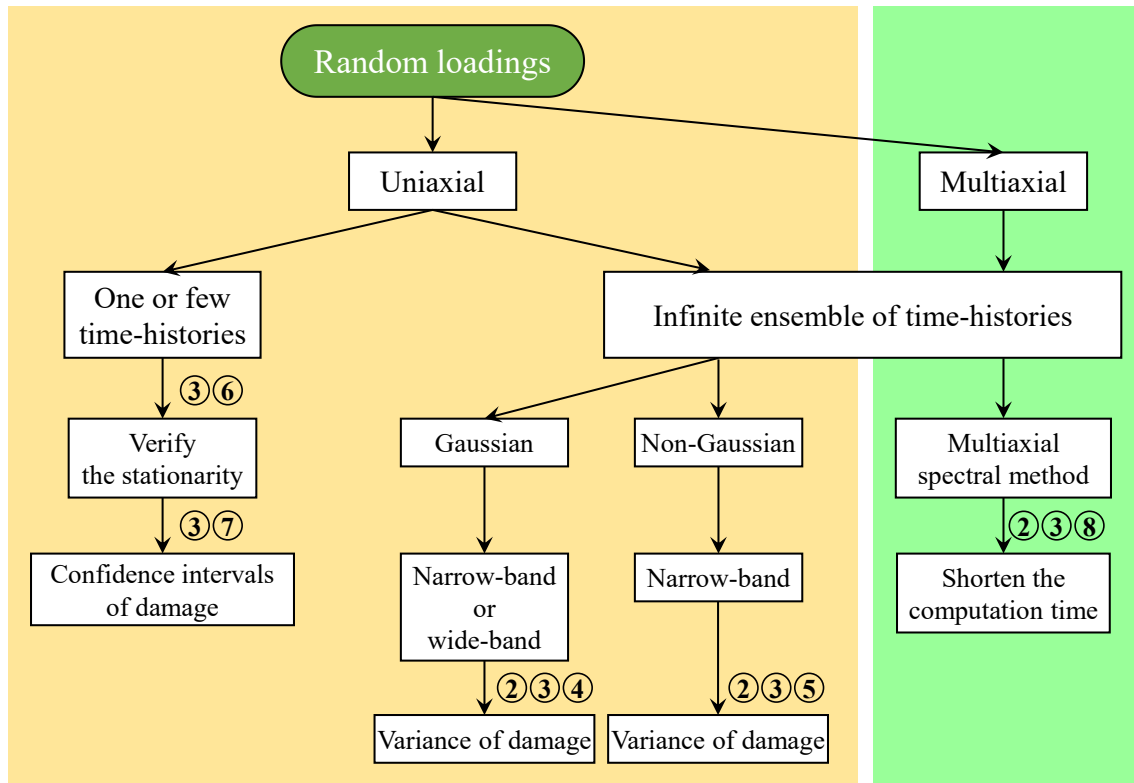 Random loadings
Uniaxial
Multiaxial
One or few
time-histories
Infinite ensemble of time-histories
③⑥
Verify
the stationarity
Gaussian
Non-Gaussian
Multiaxial
spectral method
③⑦
②③⑧
Confidence intervals
of damage
Narrow-band
or
wide-band
Narrow-band
Shorten the
computation time
②③④
②③⑤
Variance of damage
Variance of damage